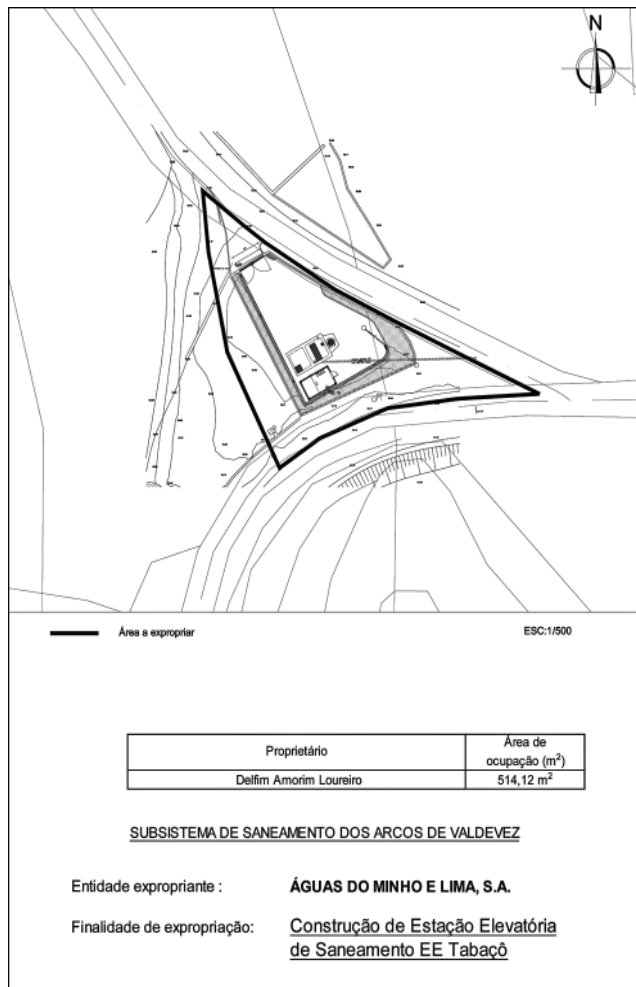 N
Área a expropriar
ESC:1/500
Proprietário
Área de
ocupação (m²)
Delfim Amorim Loureiro
514,12 m²
SUBSISTEMA DE SANEAMENTO DOS ARCOS DE VALDEVEZ
Entidade expropriante :
ÁGUAS DO MINHO E LIMA, S.A.
Finalidade de expropriação:
Construção de Estação Elevatória
de Saneamento EE Tabaçô